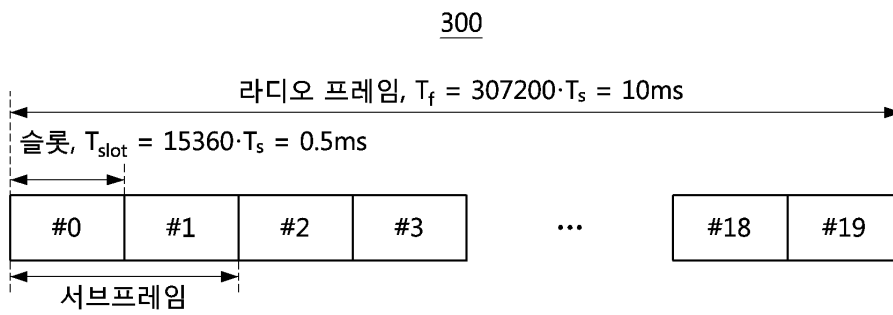 300
라디오 프레임, Tf = 307200·Ts = 10ms
슬롯, Tslot = 15360·Ts = 0.5ms
#0 #1 #2 #3 ··· #18 #19
서브프레임